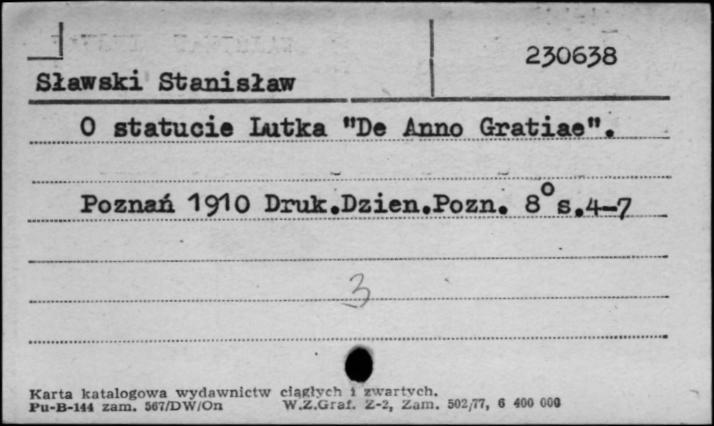 230638
Sławski Stanisław
O statucie Lutka "De Anno Gratiae".
Poznań 1910 Druk.Dzien.Pozn. 8° s.4-7
3
Karta katalogowa wydawnictw ciągłych i zwartych.
Pu-B-144 zam. 567/DW/On W.Z.Graf. Z-2, Zam. 502/77, 6 400 000